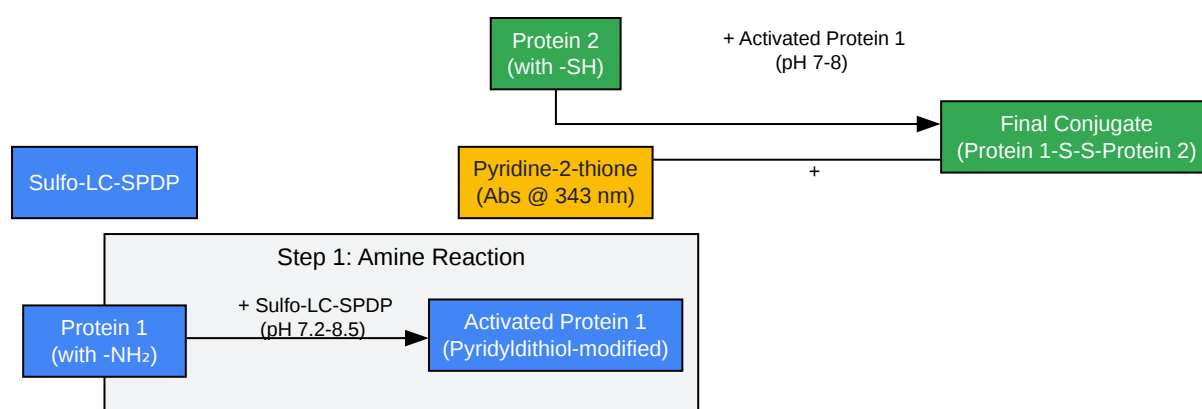 Protein 2
(with -SH)
+ Activated Protein 1
(pH 7-8)
Final Conjugate
(Protein 1-S-S-Protein 2)
Sulfo-LC-SPDP
Pyridine-2-thione
(Abs @ 343 nm)
+
Step 1: Amine Reaction
Protein 1
(with -NH₂)
+ Sulfo-LC-SPDP
(pH 7.2-8.5)
Activated Protein 1
(Pyridyldithiol-modified)